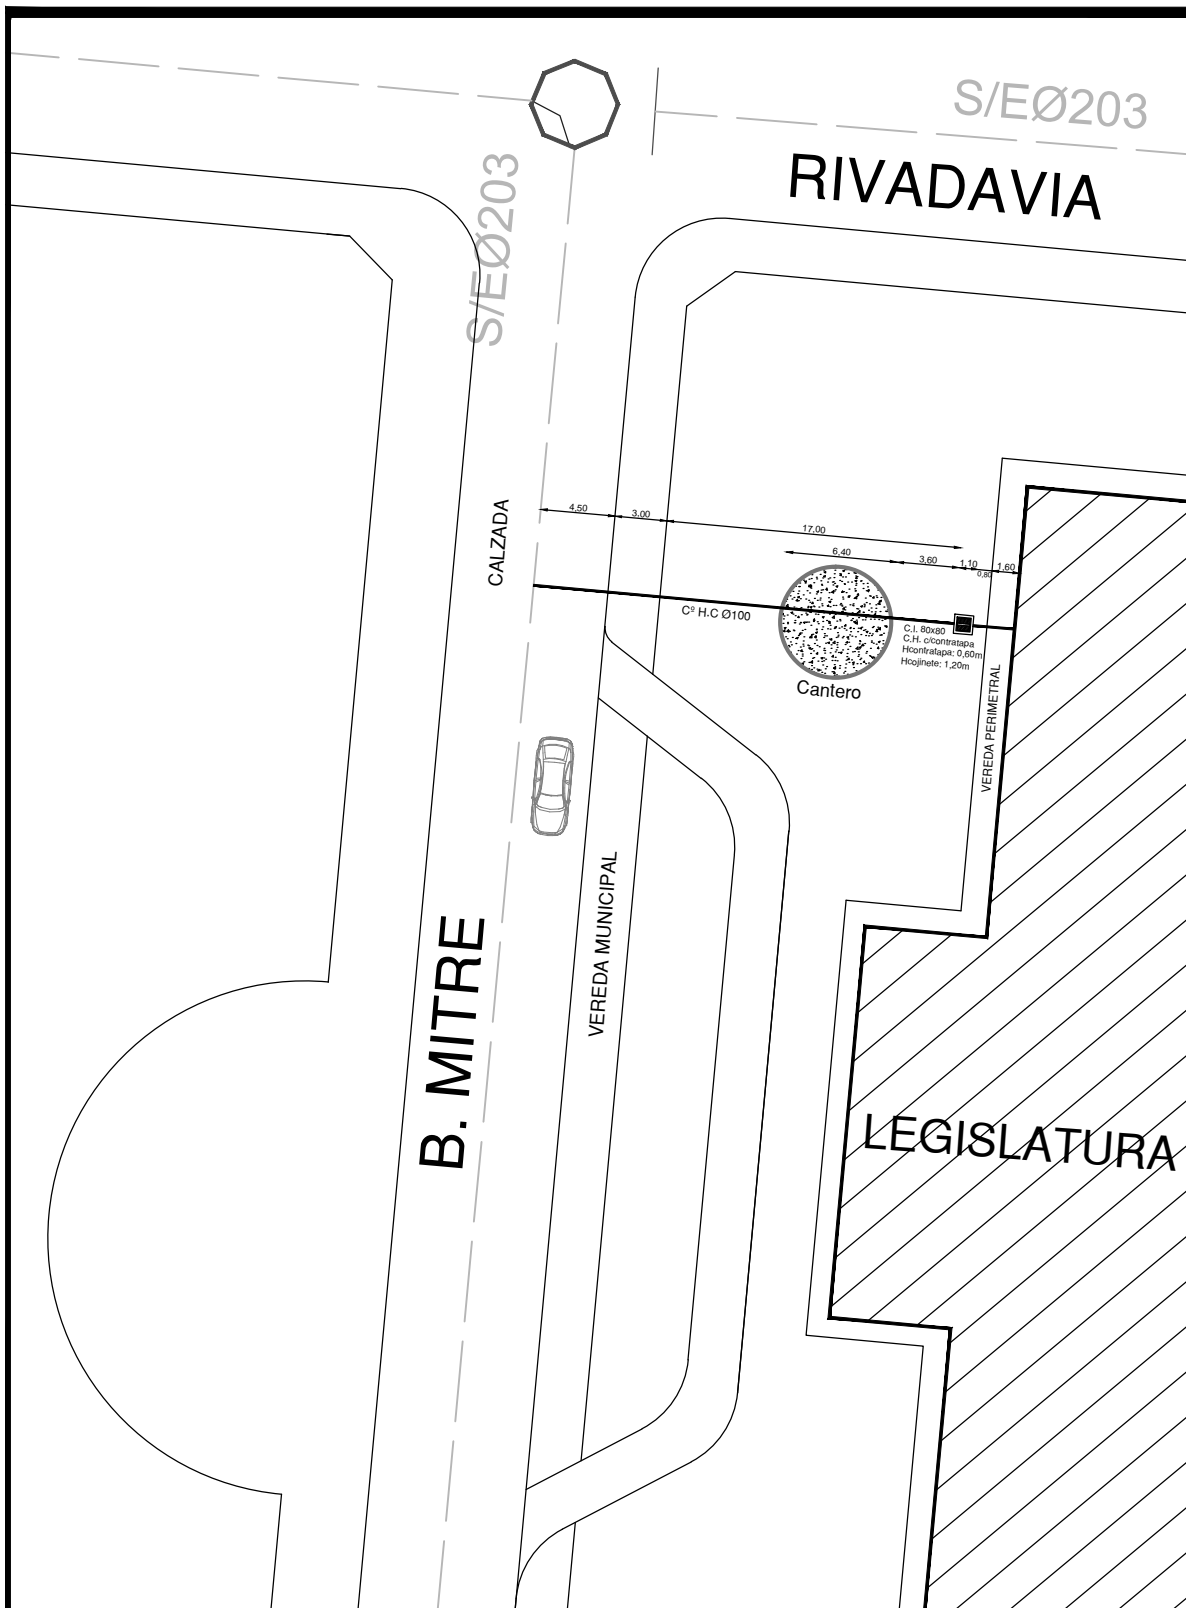 S/EØ203
RIVADAVIA
S/EØ203
CALZADA
4,50
3,00
17,00
6,40
3,60
1,10
0,80
1,60
Cº H.C Ø100
C.I. 80x80
C.H. c/contratapa
Hcontratapa: 0,60m
Hcojinete: 1,20m
Cantero
VEREDA PERIMETRAL
VEREDA MUNICIPAL
B. MITRE
LEGISLATURA